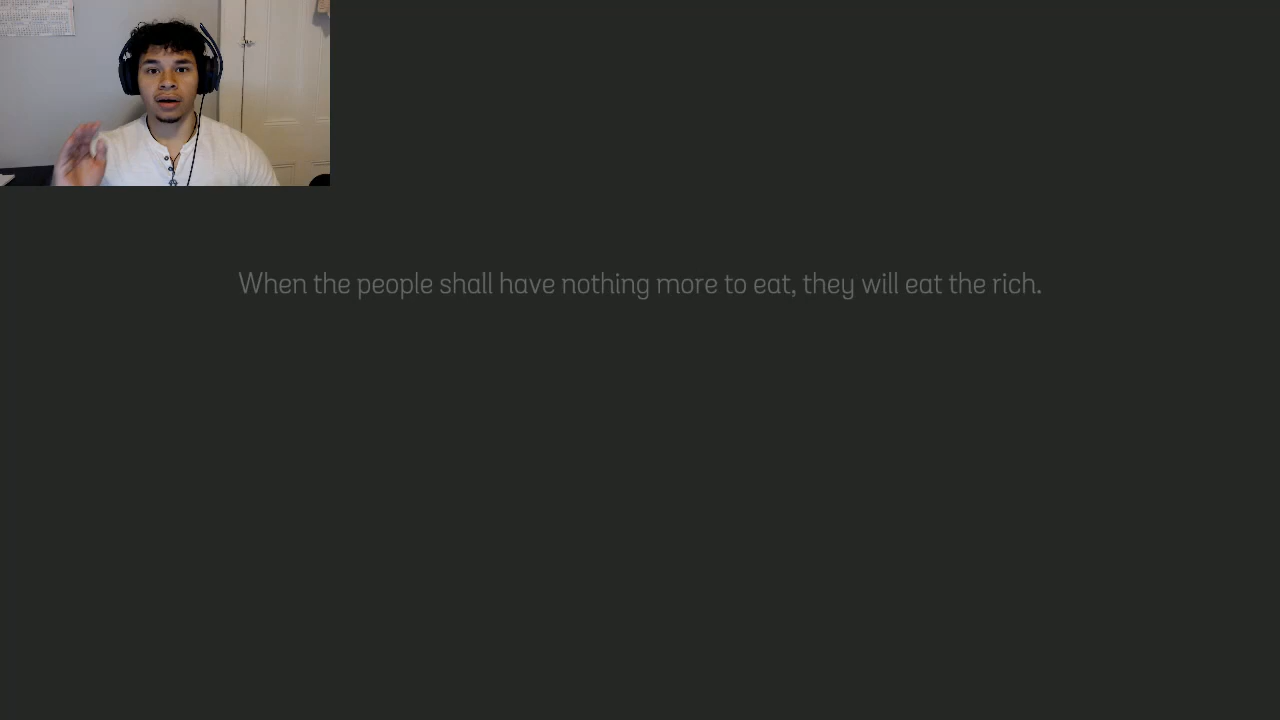 When the people shall have nothing more to eat, they will eat the rich.